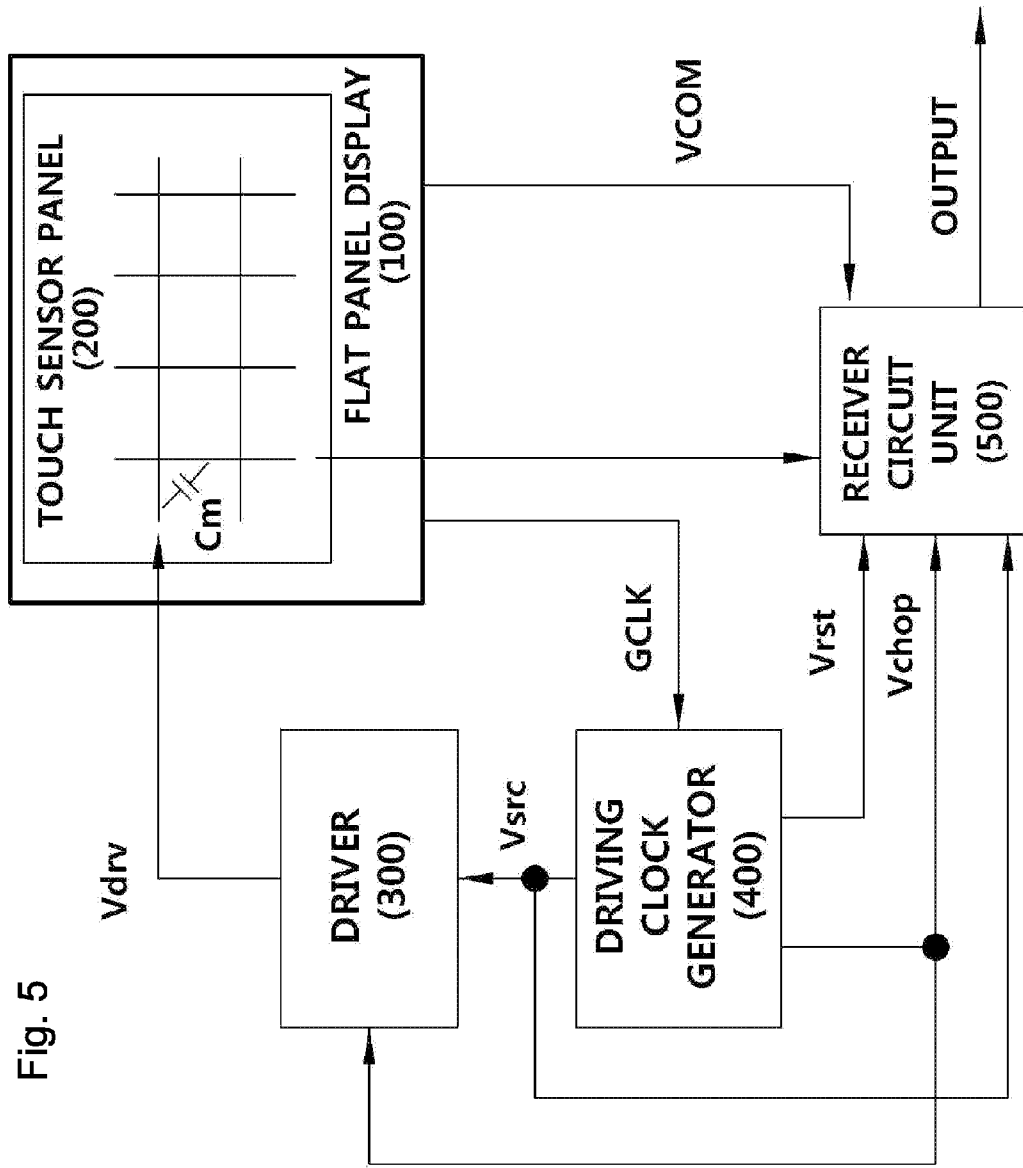 Fig. 5
Vdrv
DRIVER
(300)
Vsrc
DRIVING
CLOCK
GENERATOR
(400)
TOUCH SENSOR PANEL
(200)
Cm
FLAT PANEL DISPLAY
(100)
GCLK
VCOM
Vrst
Vchop
RECEIVER
CIRCUIT
UNIT
(500)
OUTPUT